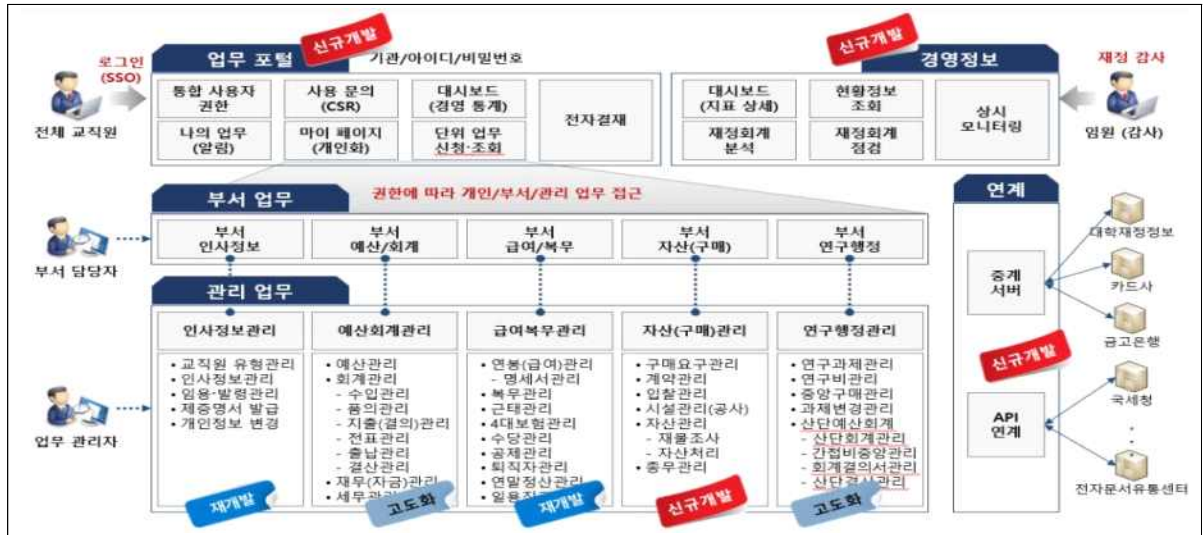 업무 포털
신규개발
기관/아이디/비밀번호
로그인
(SSO)
전체 교직원
통합 사용자
권한
사용 문의
(CSR)
대시보드
(경영 통계)
전자결재
나의 업무
(알림)
마이 페이지
(개인화)
단위 업무
신청·조회
신규개발
경영정보
재정 감사
임원 (감사)
대시보드
(지표 상세)
현황정보
조회
상시
모니터링
재정회계
분석
재정회계
점검
권한에 따라 개인/부서/관리 업무 접근
부서 업무
부서 담당자
부서
인사정보
부서
예산/회계
부서
급여/복무
부서
자산(구매)
부서
연구행정
관리 업무
업무 관리자
인사정보관리
• 교직원 유형관리
• 인사정보관리
• 임용·발령관리
• 제증명서 발급
• 개인정보 변경
재개발
예산회계관리
• 예산관리
• 회계관리
- 수입관리
- 품의관리
- 지출(결의)관리
- 전표관리
- 출납관리
- 결산관리
• 재무(자금)관리
• 세무관리
고도화
급여복무관리
• 연봉(급여)관리
- 명세서관리
• 복무관리
• 근태관리
• 4대보험관리
• 수당관리
• 공제관리
• 퇴직자관리
• 연말정산관리
재개발
자산(구매)관리
• 구매요구관리
• 계약관리
• 입찰관리
• 시설관리(공사)
• 자산관리
- 재물조사
- 자산처리
• 총무관리
신규개발
연구행정관리
• 연구과제관리
• 연구비관리
• 중앙구매관리
• 과제변경관리
• 산단예산회계
- 산단회계관리
- 간접비중앙관리
- 회계결의서관리
- 산단결산관리
고도화
연계
중계
서버
대학재정정보
카드사
금고은행
신규개발
API
연계
국세청
전자문서유통센터